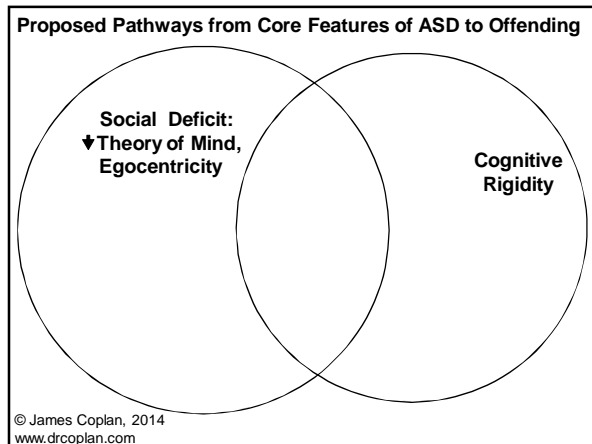 Proposed Pathways from Core Features of ASD to Offending
Social Deficit:
↓Theory of Mind,
Egocentricity
Cognitive
Rigidity
© James Coplan, 2014
www.drcoplan.com